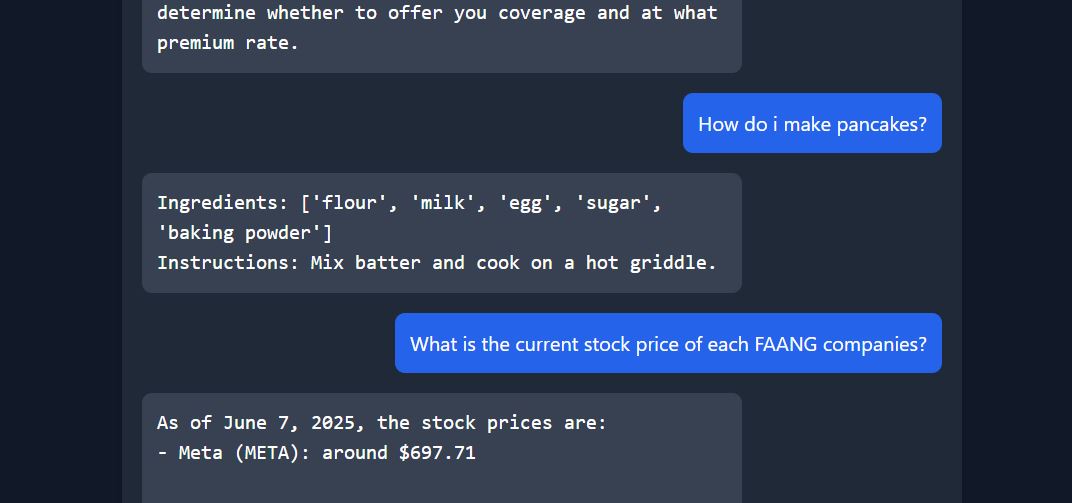 determine whether to offer you coverage and at what
premium rate.
How do i make pancakes?
Ingredients: ['flour', 'milk', 'egg', 'sugar',
'baking powder']
Instructions: Mix batter and cook on a hot griddle.
What is the current stock price of each FAANG companies?
As of June 7, 2025, the stock prices are:
- Meta (META): around $697.71